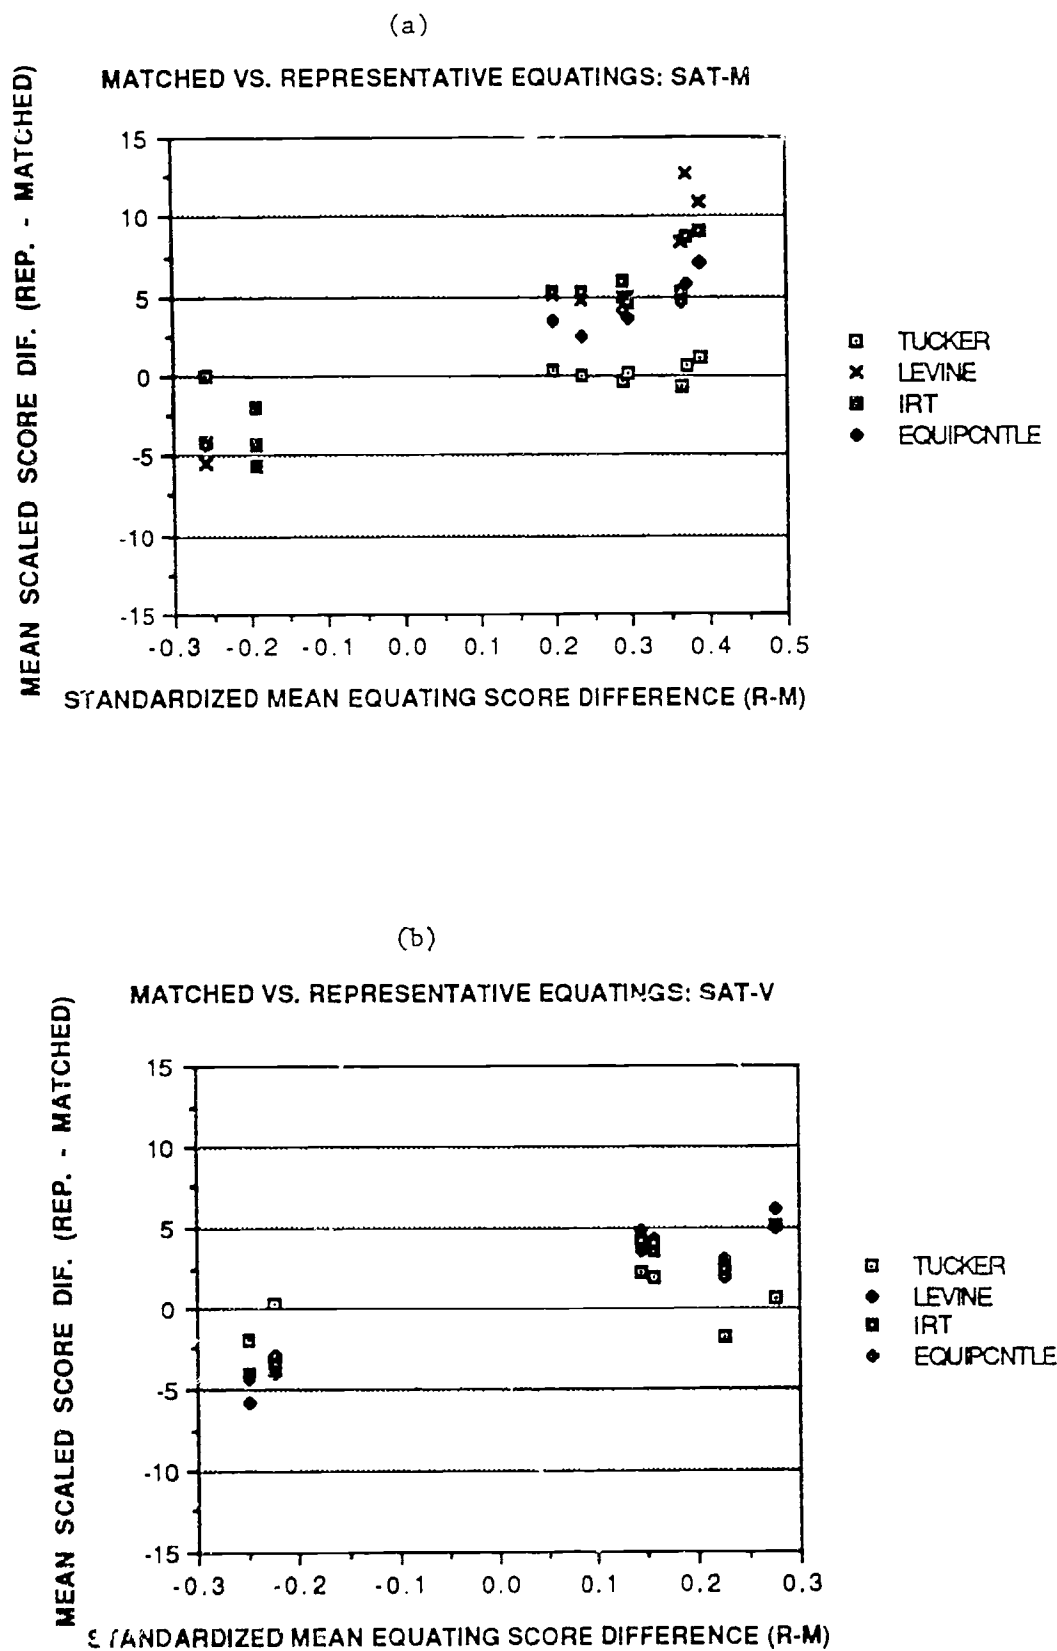 (a)
MATCHED VS. REPRESENTATIVE EQUATINGS: SAT-M
MEAN SCALED SCORE DIF. (REP. - MATCHED)
15
10
5
0
-5
-10
-15
-0.3 -0.2 -0.1 0.0 0.1 0.2 0.3 0.4 0.5
STANDARDIZED MEAN EQUATING SCORE DIFFERENCE (R-M)
TUCKER
LEVINE
IRT
EQUIPCNTLE
(b)
MATCHED VS. REPRESENTATIVE EQUATINGS: SAT-V
MEAN SCALED SCORE DIF. (REP. - MATCHED)
15
10
5
0
-5
-10
-15
-0.3 -0.2 -0.1 0.0 0.1 0.2 0.3
STANDARDIZED MEAN EQUATING SCORE DIFFERENCE (R-M)
TUCKER
LEVINE
IRT
EQUIPCNTLE